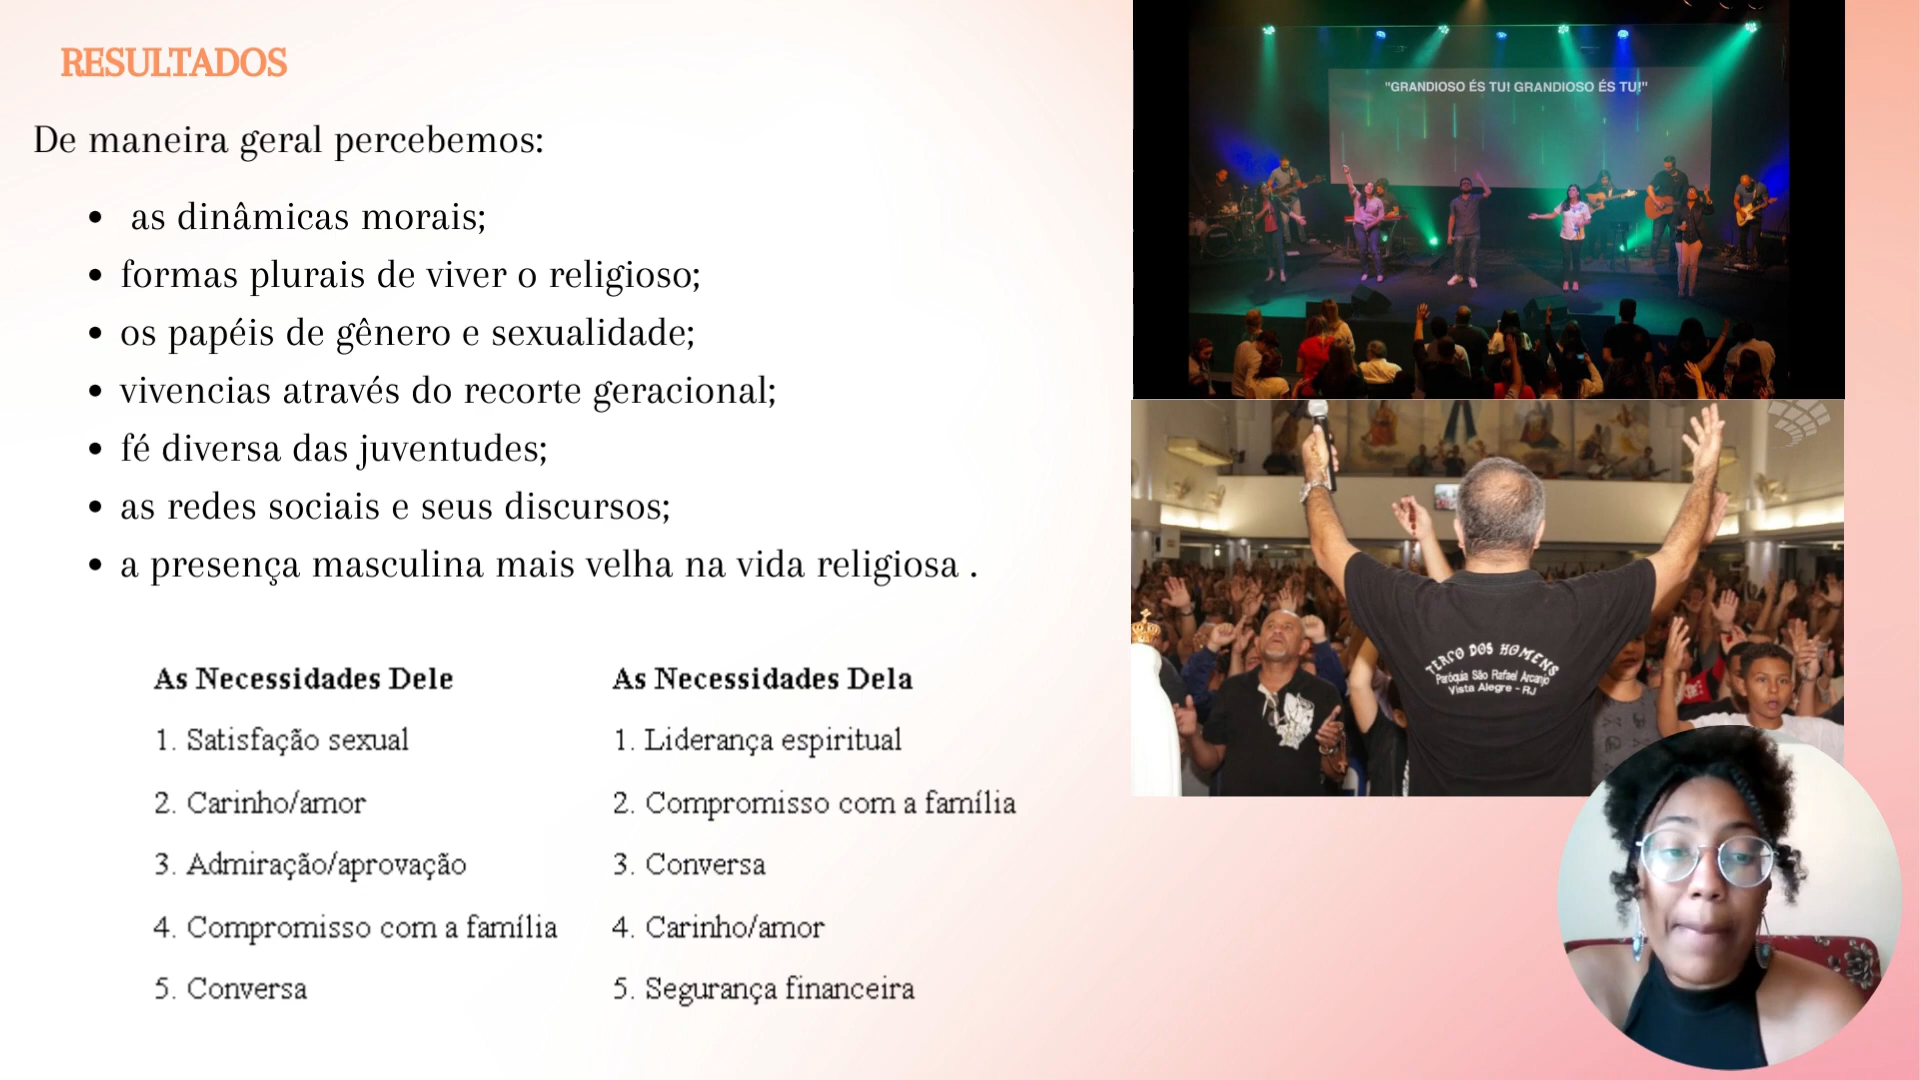 RESULTADOS
De maneira geral percebemos:
• as dinâmicas morais;
• formas plurais de viver o religioso;
• os papéis de gênero e sexualidade;
• vivencias através do recorte geracional;
• fé diversa das juventudes;
• as redes sociais e seus discursos;
• a presença masculina mais velha na vida religiosa .
As Necessidades Dele
1. Satisfação sexual
2. Carinho/amor
3. Admiração/aprovação
4. Compromisso com a família
5. Conversa
As Necessidades Dela
1. Liderança espiritual
2. Compromisso com a família
3. Conversa
4. Carinho/amor
5. Segurança financeira
"GRANDIOSO ÉS TU! GRANDIOSO ÉS TU!"
TERÇO DOS HOMENS
Paróquia São Rafael Arcanjo
Vista Alegre - RJ